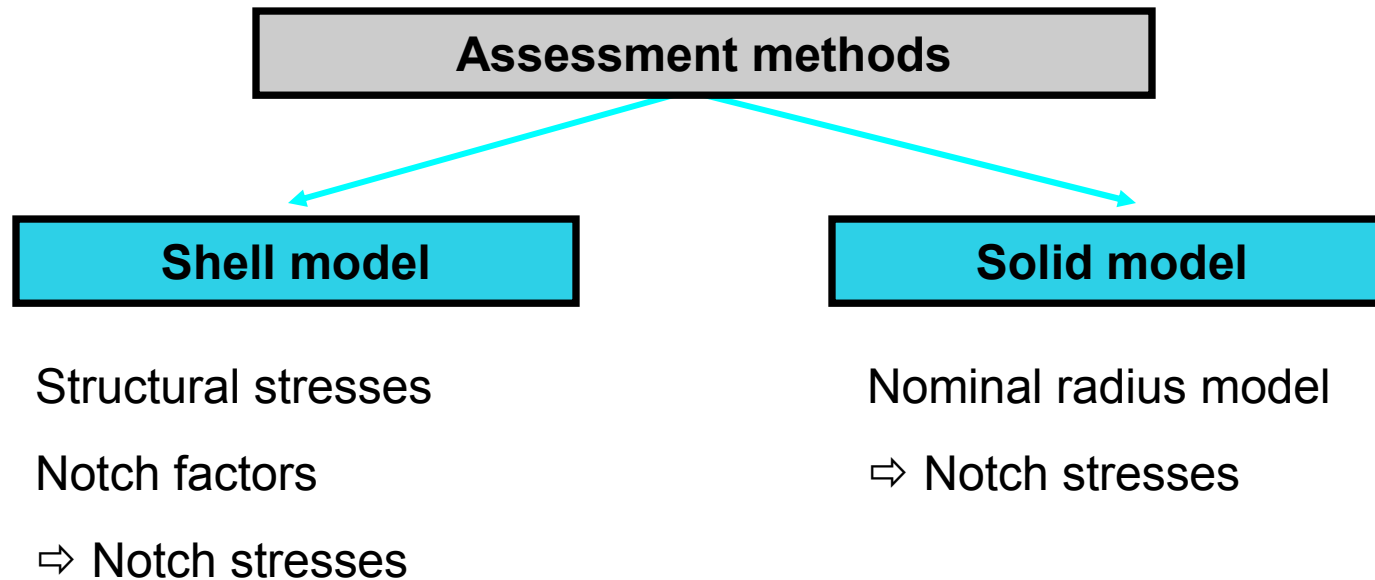 Assessment methods
Shell model
Structural stresses
Notch factors
⇨ Notch stresses
Solid model
Nominal radius model
⇨ Notch stresses